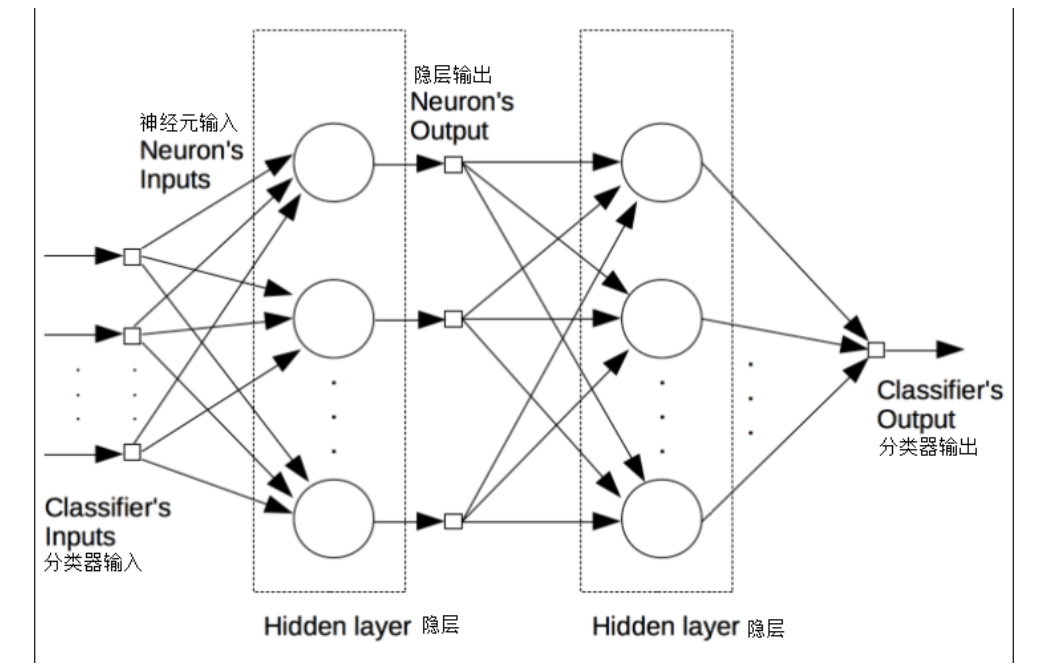 隐层输出
Neuron's
Output
神经元输入
Neuron's
Inputs
Classifier's
Output
分类器输出
Classifier's
Inputs
分类器输入
Hidden layer 隐层
Hidden layer 隐层